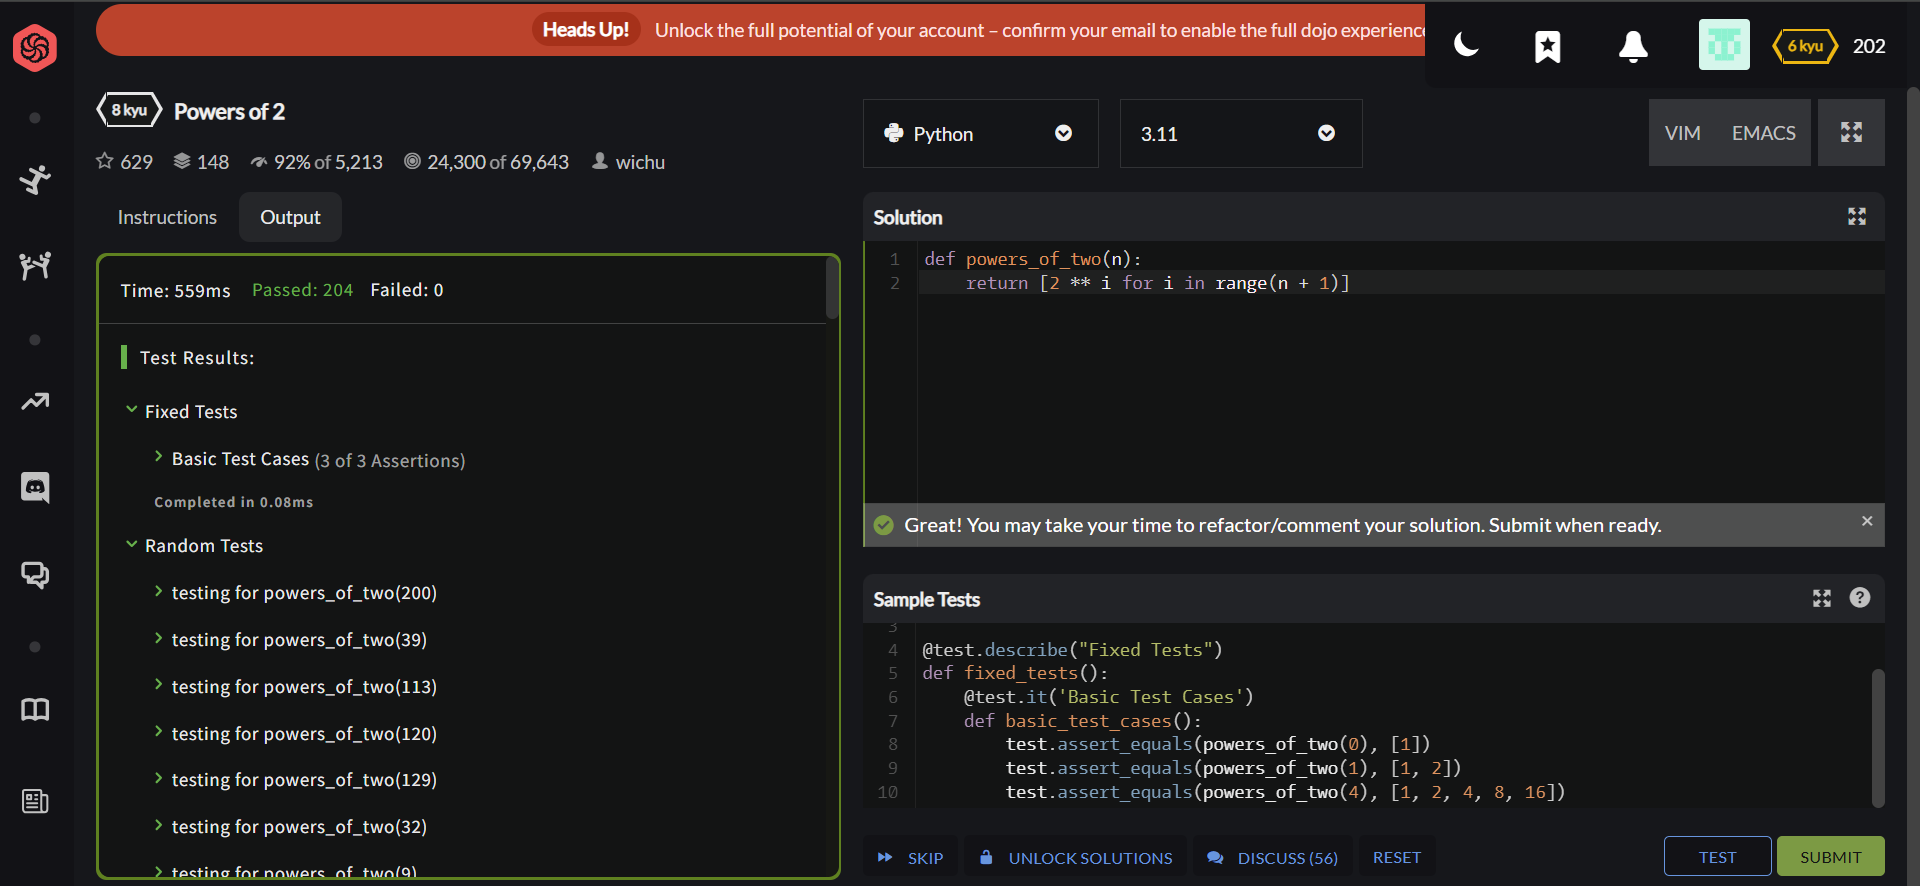 Heads Up! Unlock the full potential of your account – confirm your email to enable the full dojo experience
6 kyu 202
8 kyu Powers of 2
629 148 92% of 5,213 24,300 of 69,643 wichu
Instructions Output
Time: 559ms Passed: 204 Failed: 0
Test Results:
Fixed Tests
Basic Test Cases (3 of 3 Assertions)
Completed in 0.08ms
Random Tests
testing for powers_of_two(200)
testing for powers_of_two(39)
testing for powers_of_two(113)
testing for powers_of_two(120)
testing for powers_of_two(129)
testing for powers_of_two(32)
testing for powers_of_two(9)
Python 3.11 VIM EMACS
Solution
1 def powers_of_two(n):
2     return [2 ** i for i in range(n + 1)]
Great! You may take your time to refactor/comment your solution. Submit when ready.
Sample Tests
3
4 @test.describe("Fixed Tests")
5 def fixed_tests():
6     @test.it('Basic Test Cases')
7     def basic_test_cases():
8         test.assert_equals(powers_of_two(0), [1])
9         test.assert_equals(powers_of_two(1), [1, 2])
10         test.assert_equals(powers_of_two(4), [1, 2, 4, 8, 16])
SKIP UNLOCK SOLUTIONS DISCUSS (56) RESET TEST SUBMIT